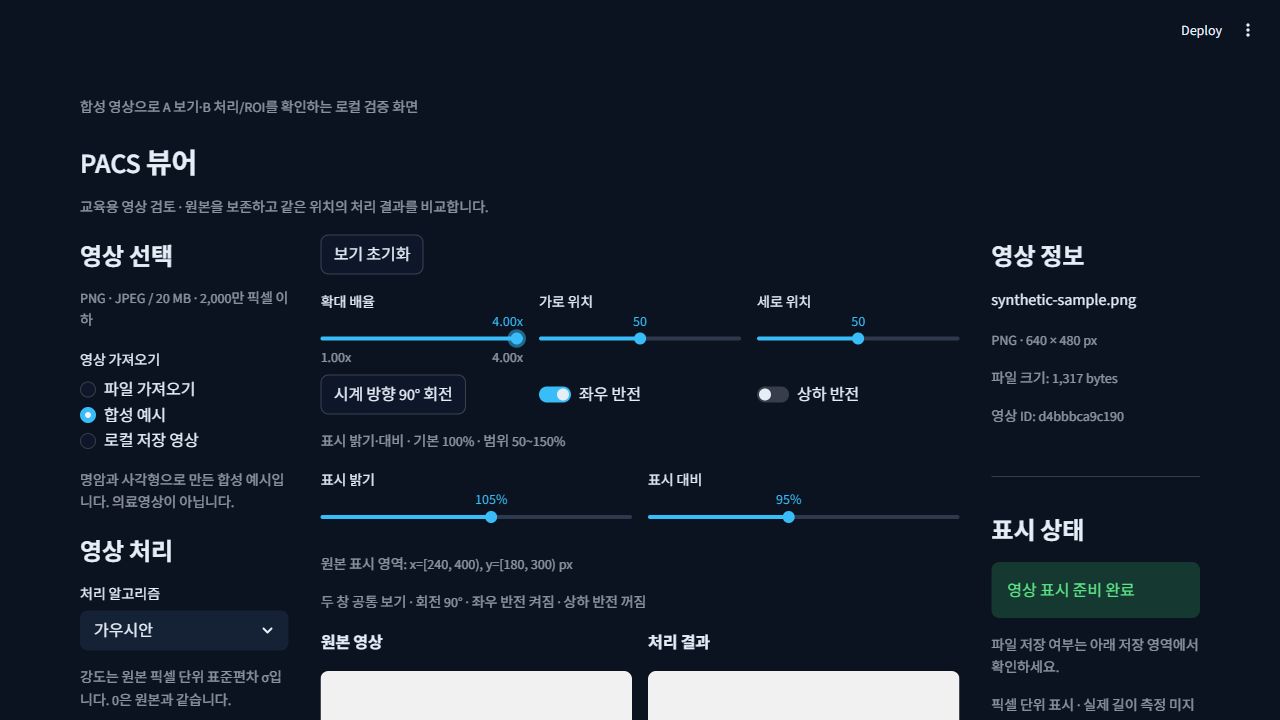 Deploy
합성 영상으로 A 보기·B 처리/ROI를 확인하는 로컬 검증 화면
PACS 뷰어
교육용 영상 검토 · 원본을 보존하고 같은 위치의 처리 결과를 비교합니다.
영상 선택
PNG · JPEG / 20 MB · 2,000만 픽셀 이
하
영상 가져오기
파일 가져오기
합성 예시
로컬 저장 영상
명암과 사각형으로 만든 합성 예시입
니다. 의료영상이 아닙니다.
영상 처리
처리 알고리즘
가우시안
강도는 원본 픽셀 단위 표준편차 σ입
니다. 0은 원본과 같습니다.
보기 초기화
확대 배율
4.00x
1.00x
4.00x
가로 위치
50
세로 위치
50
시계 방향 90° 회전
좌우 반전
상하 반전
표시 밝기·대비 · 기본 100% · 범위 50~150%
표시 밝기
105%
표시 대비
95%
원본 표시 영역: x=[240, 400), y=[180, 300) px
두 창 공통 보기 · 회전 90° · 좌우 반전 켜짐 · 상하 반전 꺼짐
원본 영상
처리 결과
영상 정보
synthetic-sample.png
PNG · 640 × 480 px
파일 크기: 1,317 bytes
영상 ID: d4bbbca9c190
표시 상태
영상 표시 준비 완료
파일 저장 여부는 아래 저장 영역에서
확인하세요.
픽셀 단위 표시 · 실제 길이 측정 미지